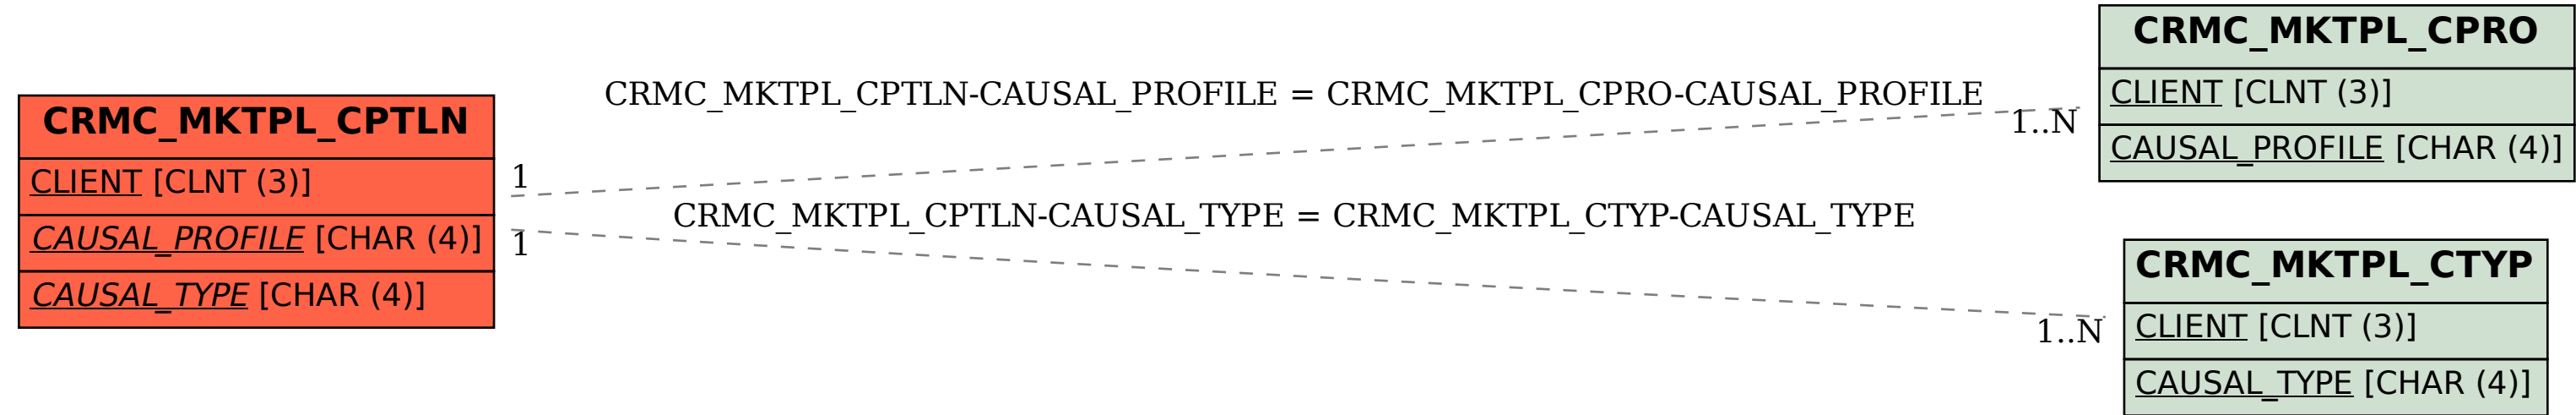 CRMC_MKTPL_CPTLN
CLIENT [CLNT (3)]
CAUSAL_PROFILE [CHAR (4)]
CAUSAL_TYPE [CHAR (4)]
CRMC_MKTPL_CPTLN-CAUSAL_PROFILE = CRMC_MKTPL_CPRO-CAUSAL_PROFILE
1
1..N
CRMC_MKTPL_CPTLN-CAUSAL_TYPE = CRMC_MKTPL_CTYP-CAUSAL_TYPE
1
1..N
CRMC_MKTPL_CPRO
CLIENT [CLNT (3)]
CAUSAL_PROFILE [CHAR (4)]
CRMC_MKTPL_CTYP
CLIENT [CLNT (3)]
CAUSAL_TYPE [CHAR (4)]